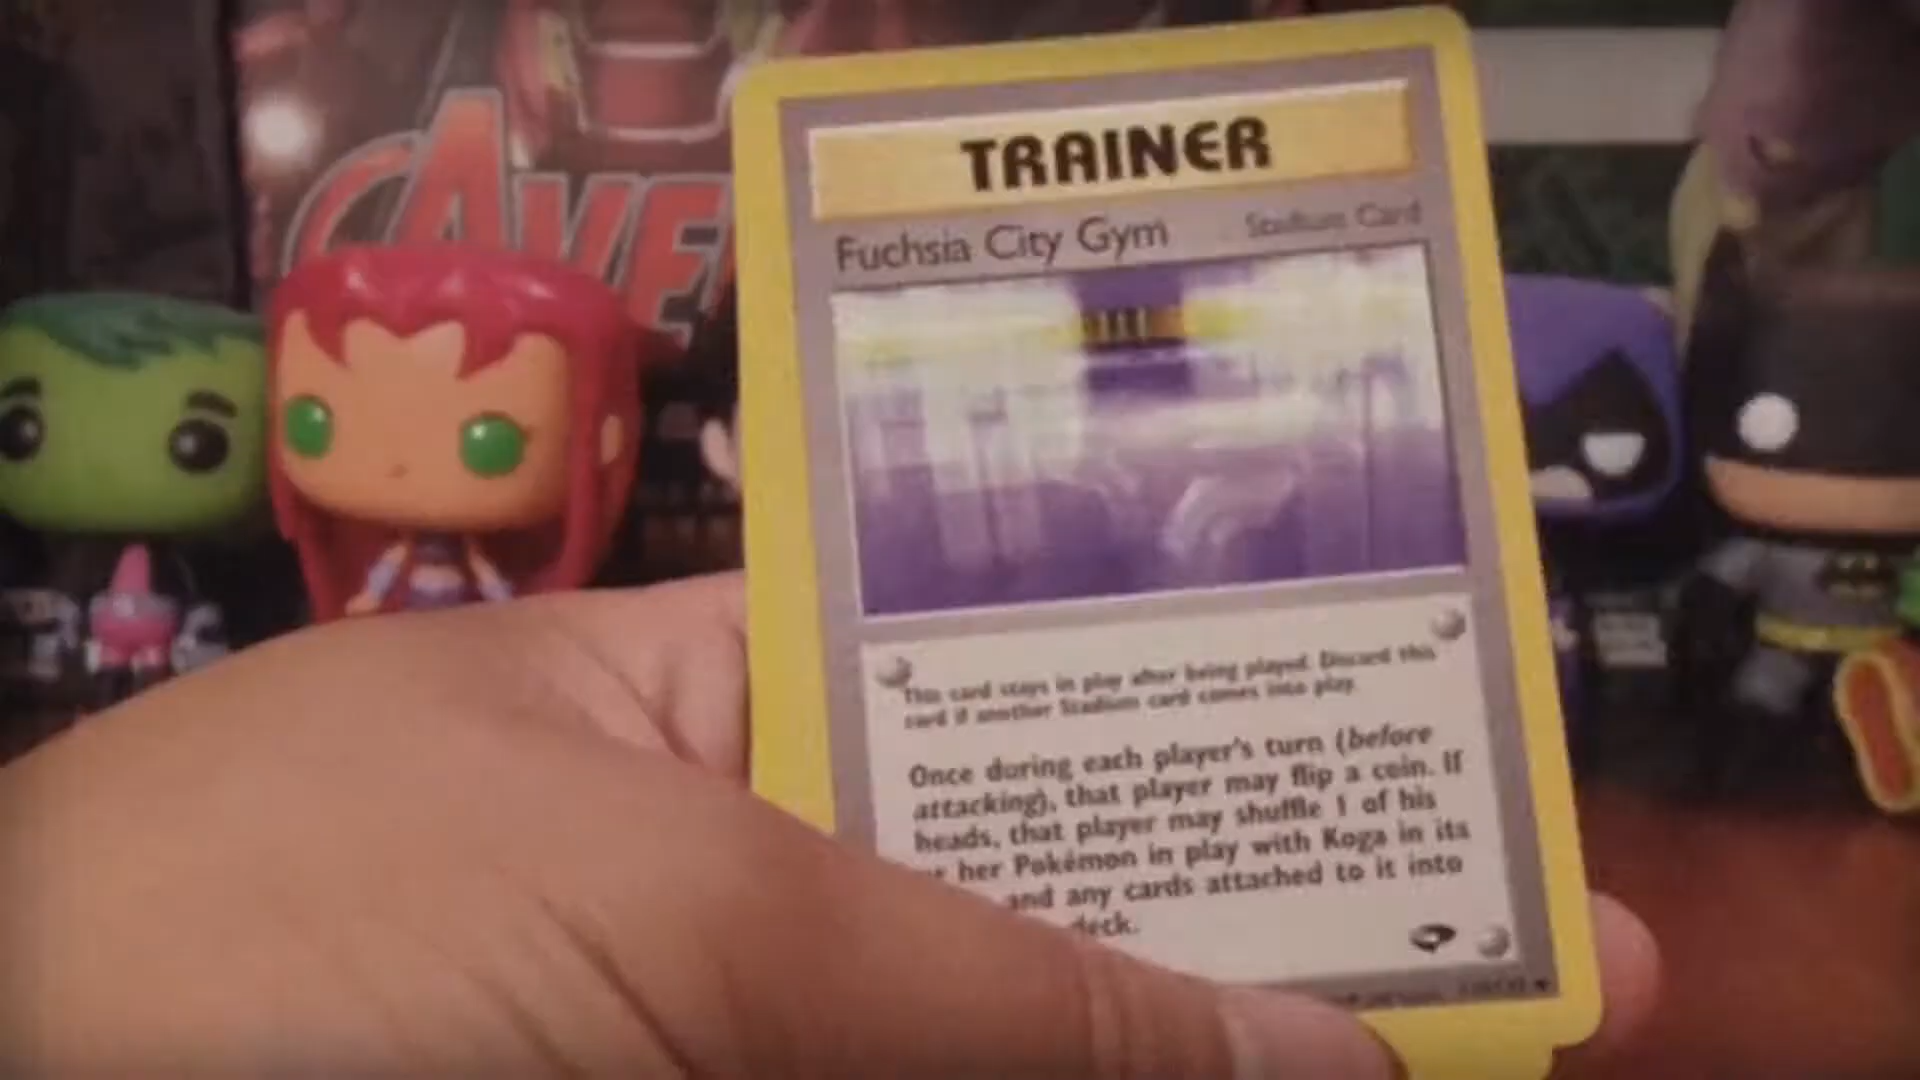 AVE
TRAINER
Fuchsia City Gym
Stadium Card
This card stays in play after being played. Discard this
card if another Stadium card comes into play.
Once during each player's turn (before
attacking), that player may flip a coin. If
heads, that player may shuffle 1 of his
her Pokémon in play with Koga in its
and any cards attached to it into
deck.